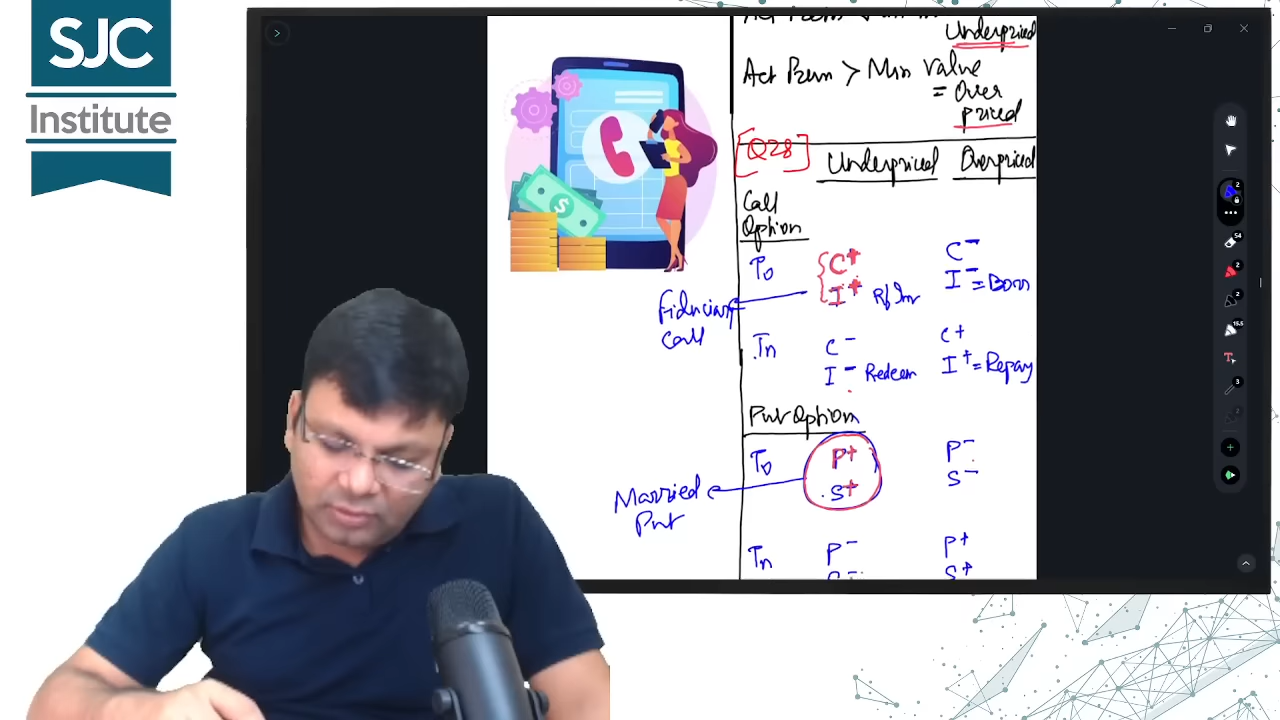 SJC
Institute
Underpriced
Act Prem > Min Value
= Over
priced
[Q28] Underpriced Overpriced
Call
Option
T0 C+ C-
I+ Rf Inv I- = Borr
Fiduciary
Call
Tn C- C+
I- Redeem I+ = Repay
Put Option
T0 P+ P-
S+ S-
Married
Put
Tn P- P+
S+